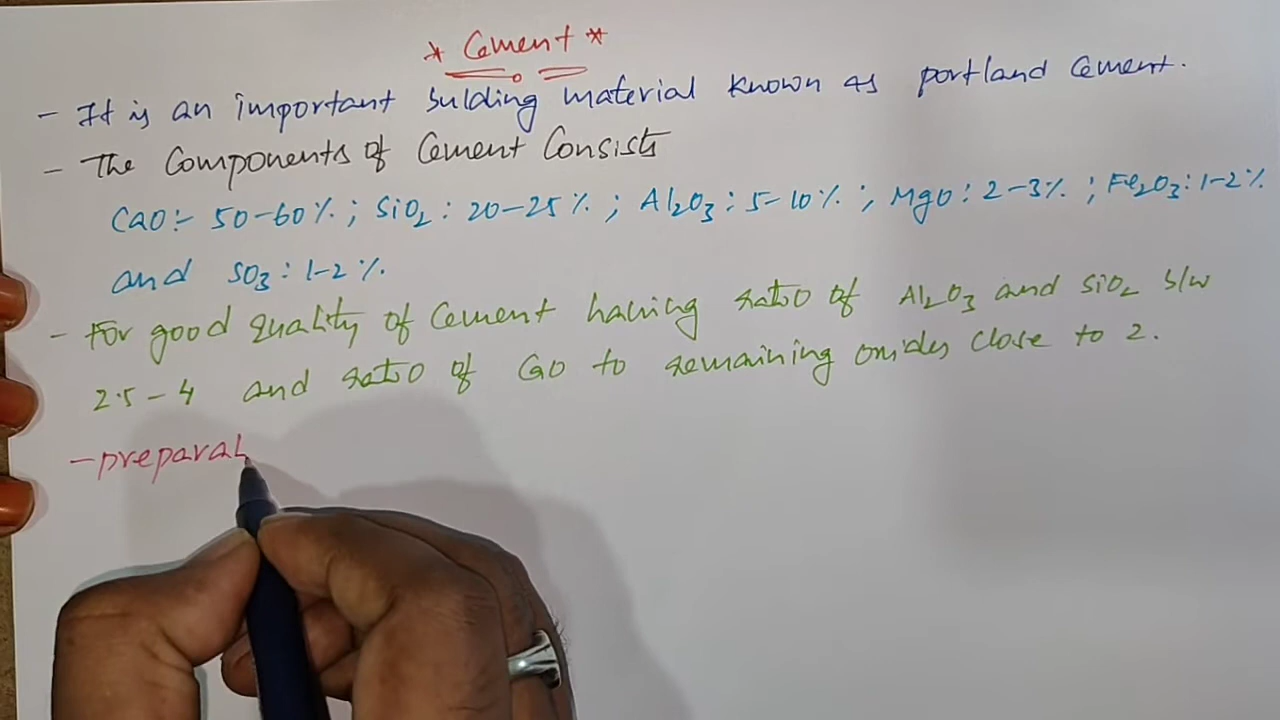 * Cement *
- It is an important bulding material known as portland Cement.
- The Components of Cement Consists
CaO:- 50-60% ; SiO₂ : 20-25% ; Al₂O₃ : 5-10% ; MgO : 2-3% ; Fe₂O₃ : 1-2%
and SO₃ : 1-2%.
- For good quality of Cement having ratio of Al₂O₃ and SiO₂ b/w
2.5-4 and ratio of CaO to remaining oxides close to 2.
- preparat